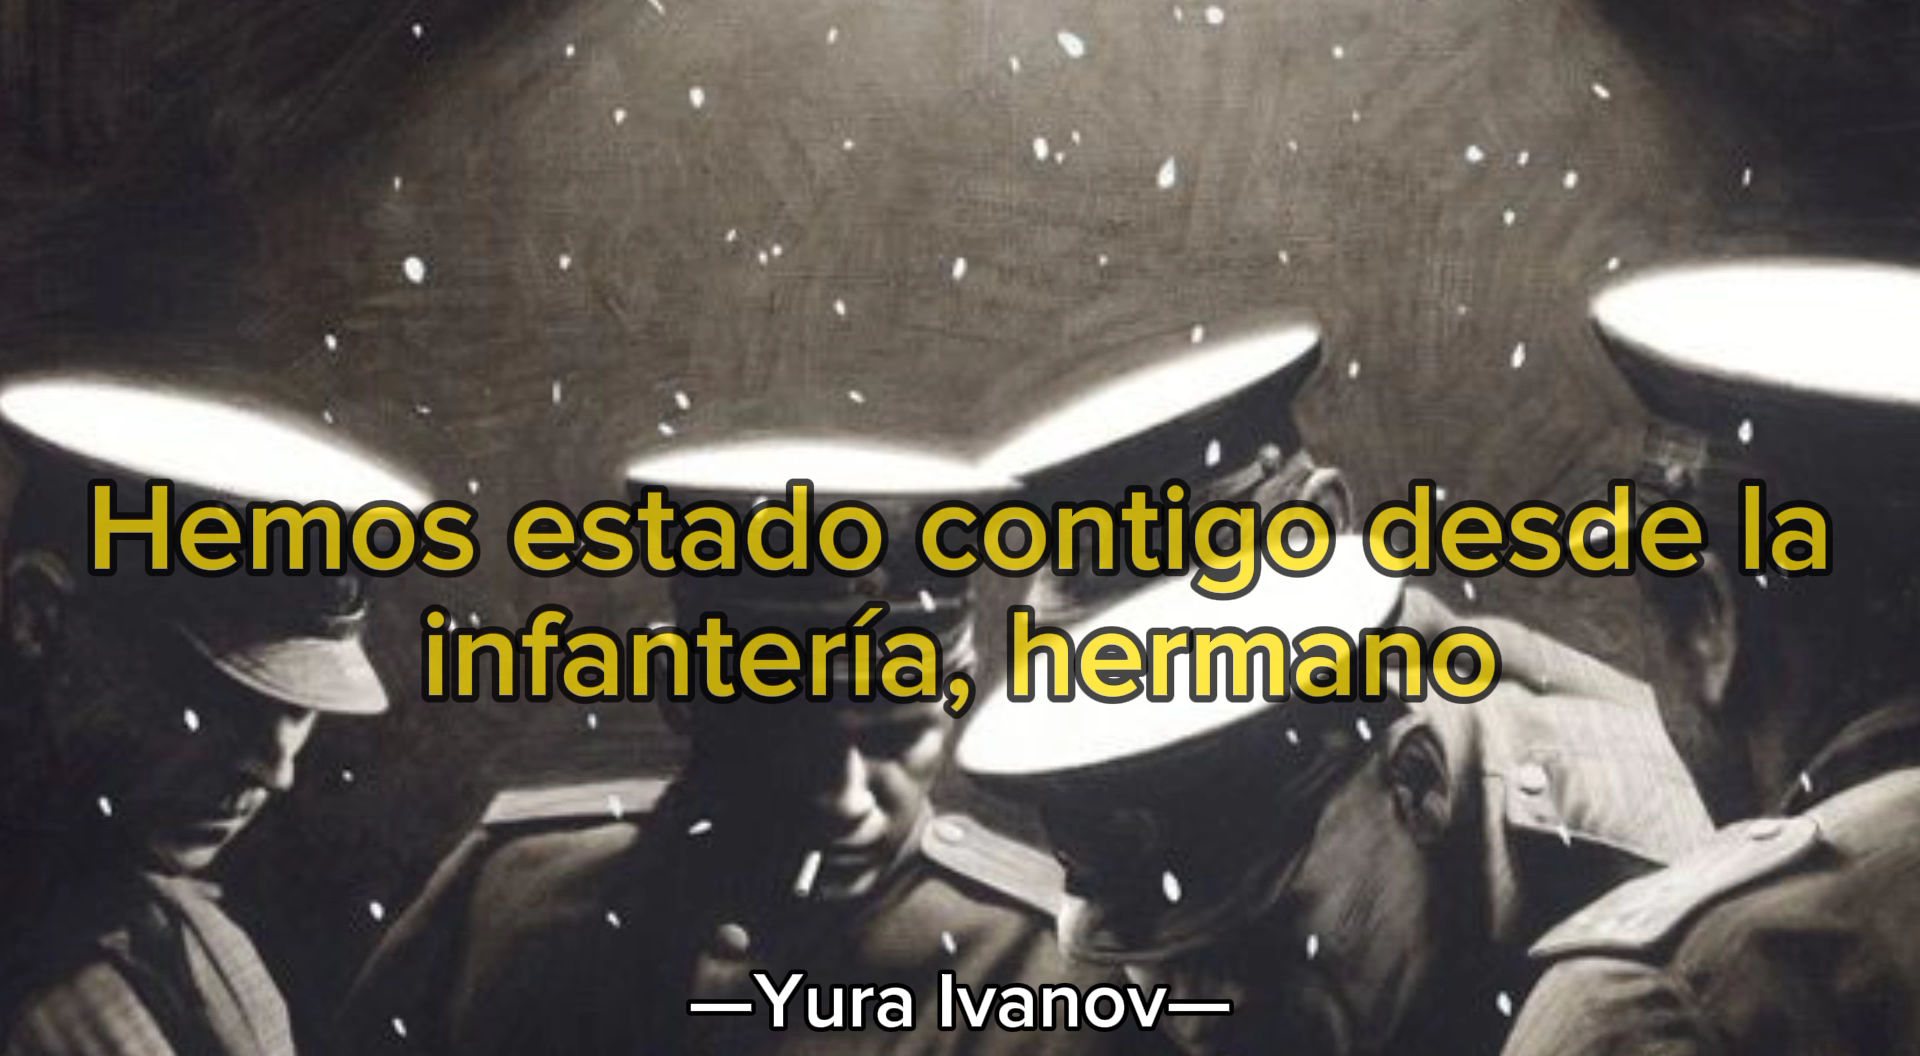 Hemos estado contigo desde la
infantería, hermano
—Yura Ivanov—